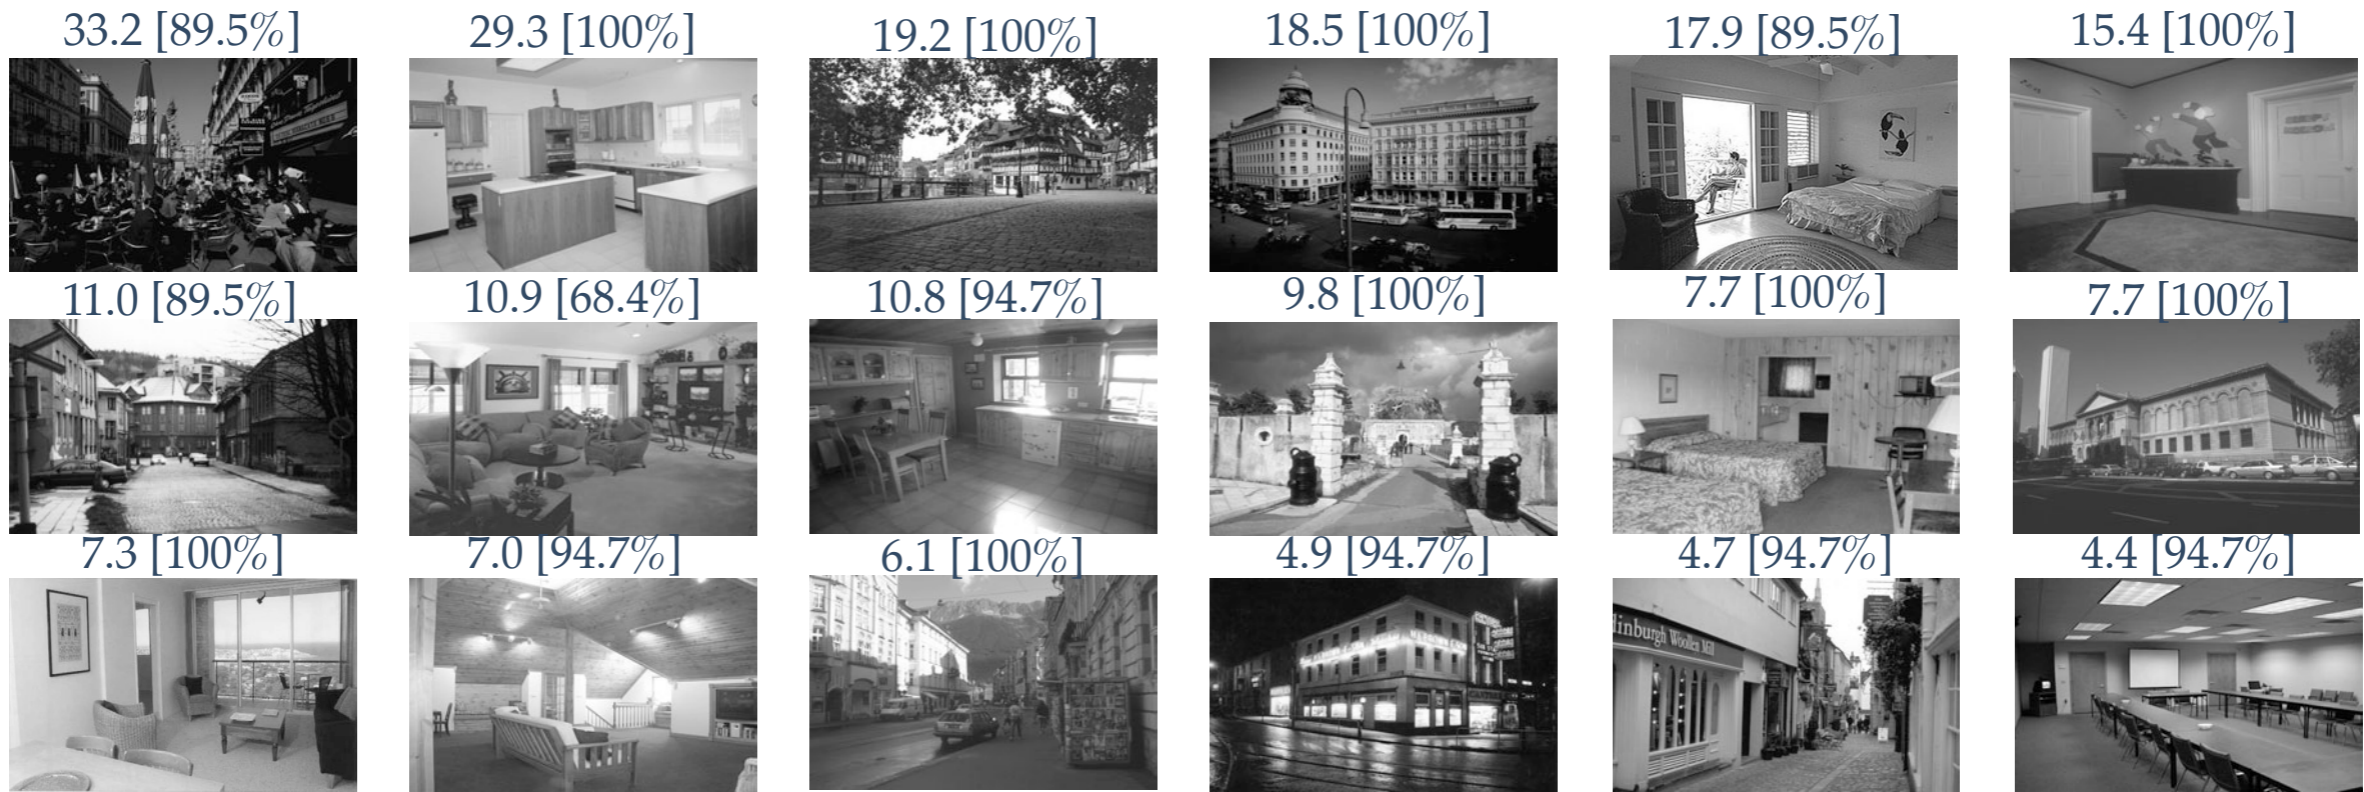 33.2 [89.5%] 29.3 [100%] 19.2 [100%] 18.5 [100%] 17.9 [89.5%] 15.4 [100%]
11.0 [89.5%] 10.9 [68.4%] 10.8 [94.7%] 9.8 [100%] 7.7 [100%] 7.7 [100%]
7.3 [100%] 7.0 [94.7%] 6.1 [100%] 4.9 [94.7%] 4.7 [94.7%] 4.4 [94.7%]
inburgh Woollen Mill